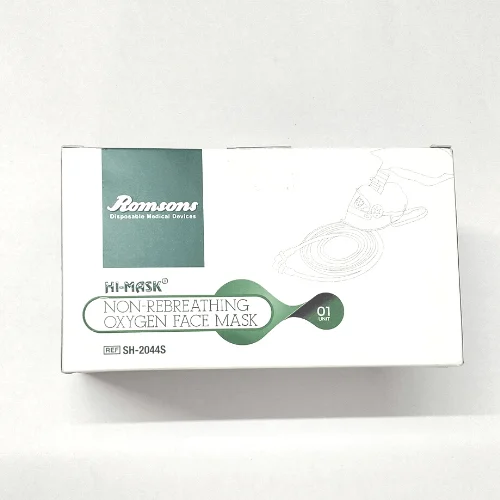 Romsons
Disposable Medical Devices
HI-MASK®
NON-REBREATHING
OXYGEN FACE MASK
01
UNIT
REF SH-2044S